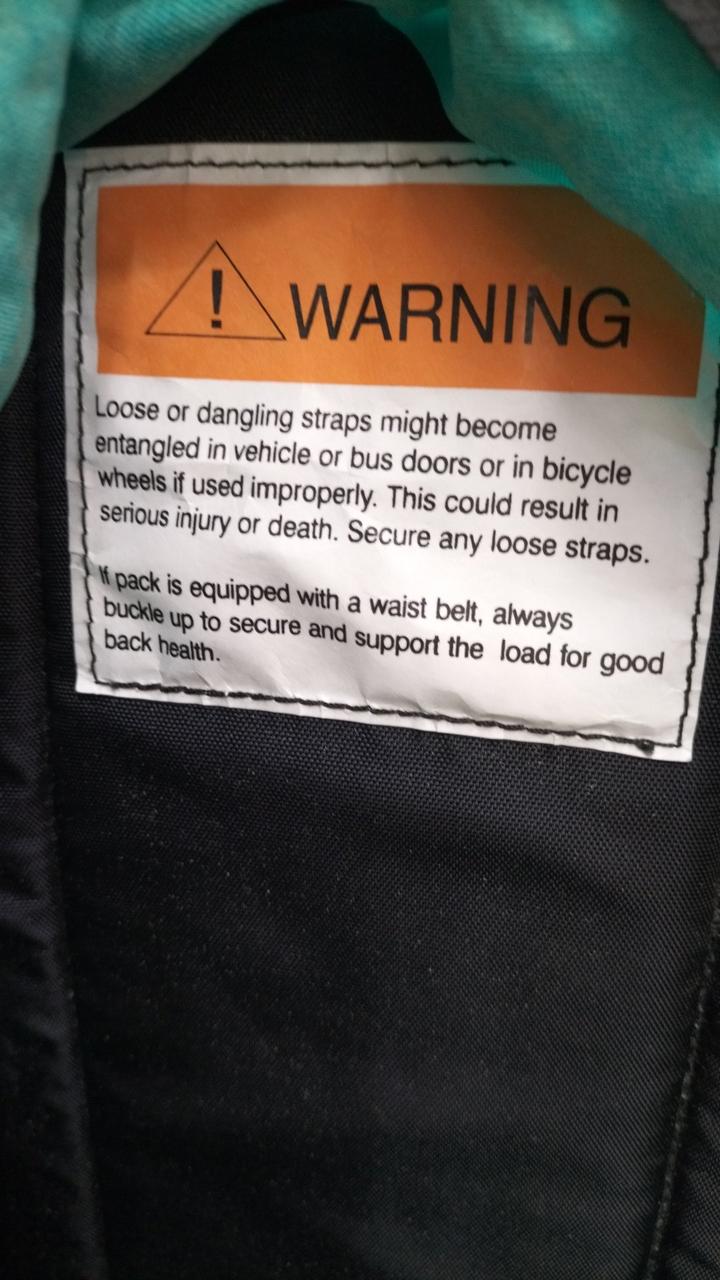 ! WARNING
Loose or dangling straps might become
entangled in vehicle or bus doors or in bicycle
wheels if used improperly. This could result in
serious injury or death. Secure any loose straps.
If pack is equipped with a waist belt, always
buckle up to secure and support the load for good
back health.